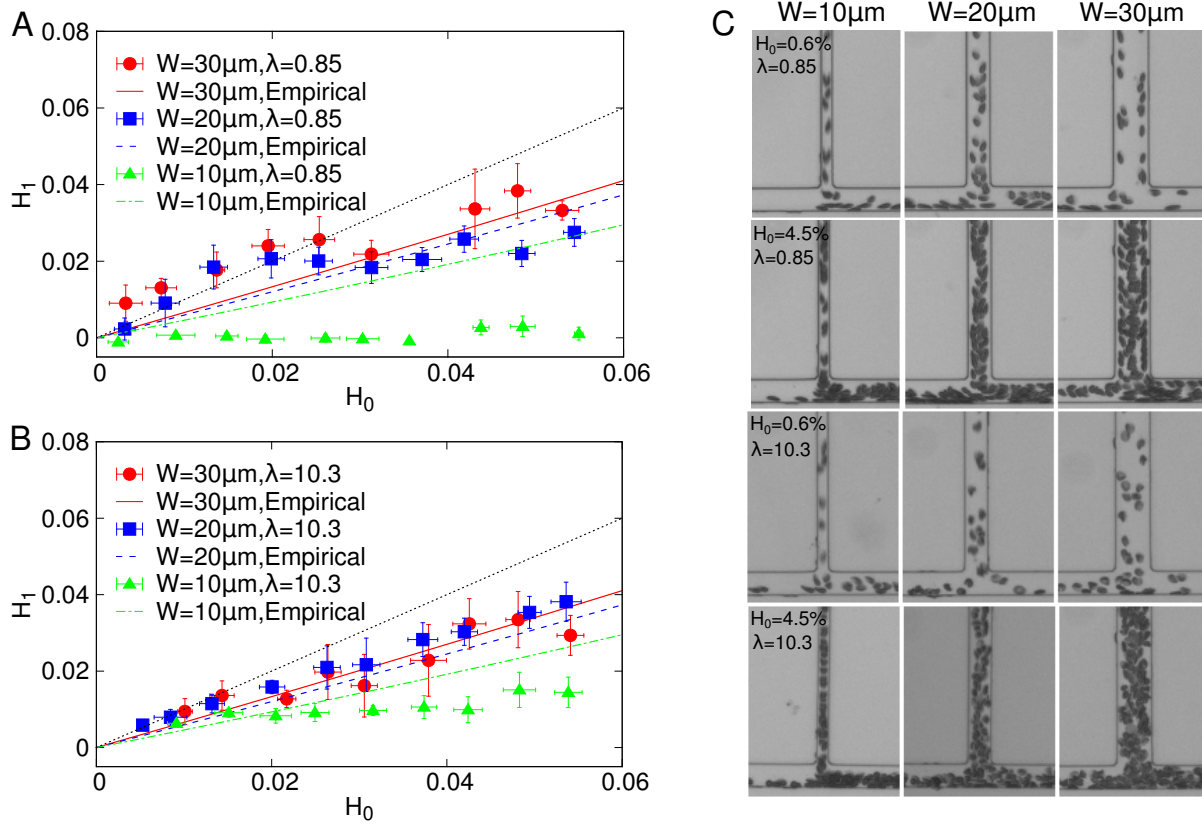 A
0.08
0.06
0.04
0.02
0
H1
W=30μm,λ=0.85
W=30μm,Empirical
W=20μm,λ=0.85
W=20μm,Empirical
W=10μm,λ=0.85
W=10μm,Empirical
0 0.02 0.04 0.06
H0
B
0.08
0.06
0.04
0.02
0
H1
W=30μm,λ=10.3
W=30μm,Empirical
W=20μm,λ=10.3
W=20μm,Empirical
W=10μm,λ=10.3
W=10μm,Empirical
0 0.02 0.04 0.06
H0
C
W=10μm W=20μm W=30μm
H0=0.6%
λ=0.85
H0=4.5%
λ=0.85
H0=0.6%
λ=10.3
H0=4.5%
λ=10.3